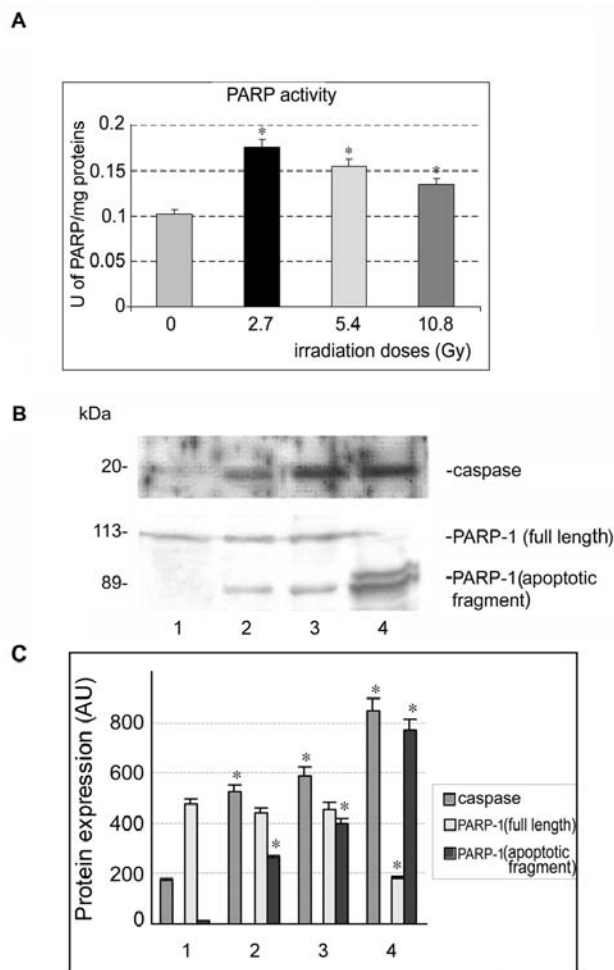 A
PARP activity
U of PARP/mg proteins
0.2
0.15
0.1
0.05
0
* * *
0 2.7 5.4 10.8
irradiation doses (Gy)
B
kDa
20- -caspase
113- -PARP-1 (full length)
89- -PARP-1(apoptotic
fragment)
1 2 3 4
C
Protein expression (AU)
800
600
400
200
0
* * * * * * *
1 2 3 4
caspase
PARP-1(full length)
PARP-1(apoptotic
fragment)